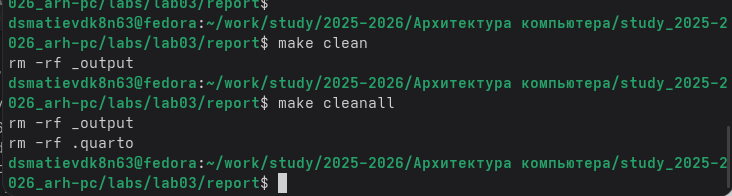 026_arh-pc/labs/lab03/report$
dsmatievdk8n63@fedora:~/work/study/2025-2026/Архитектура компьютера/study_2025-2
026_arh-pc/labs/lab03/report$ make clean
rm -rf _output
dsmatievdk8n63@fedora:~/work/study/2025-2026/Архитектура компьютера/study_2025-2
026_arh-pc/labs/lab03/report$ make cleanall
rm -rf _output
rm -rf .quarto
dsmatievdk8n63@fedora:~/work/study/2025-2026/Архитектура компьютера/study_2025-2
026_arh-pc/labs/lab03/report$